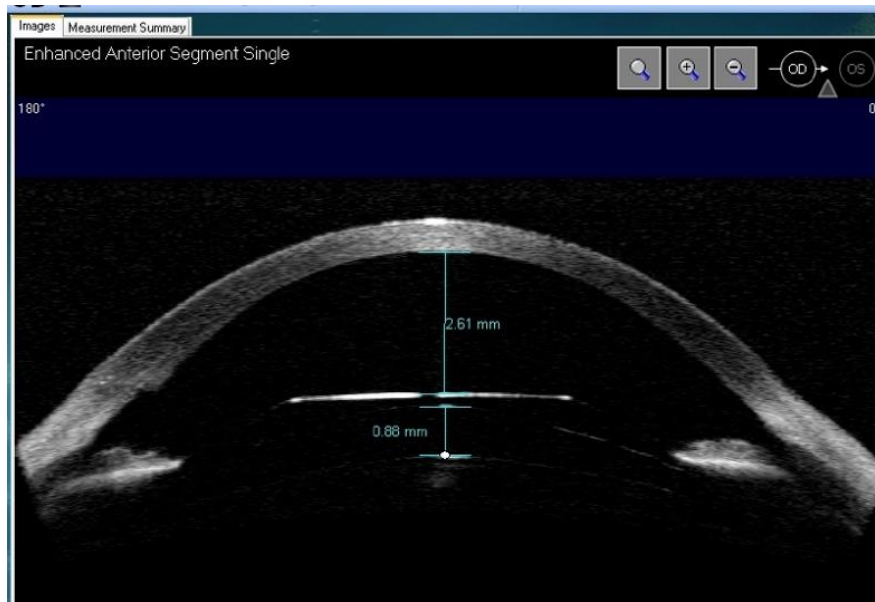 Images Measurement Summary
Enhanced Anterior Segment Single
OD OS
180°
0
2.61 mm
0.88 mm